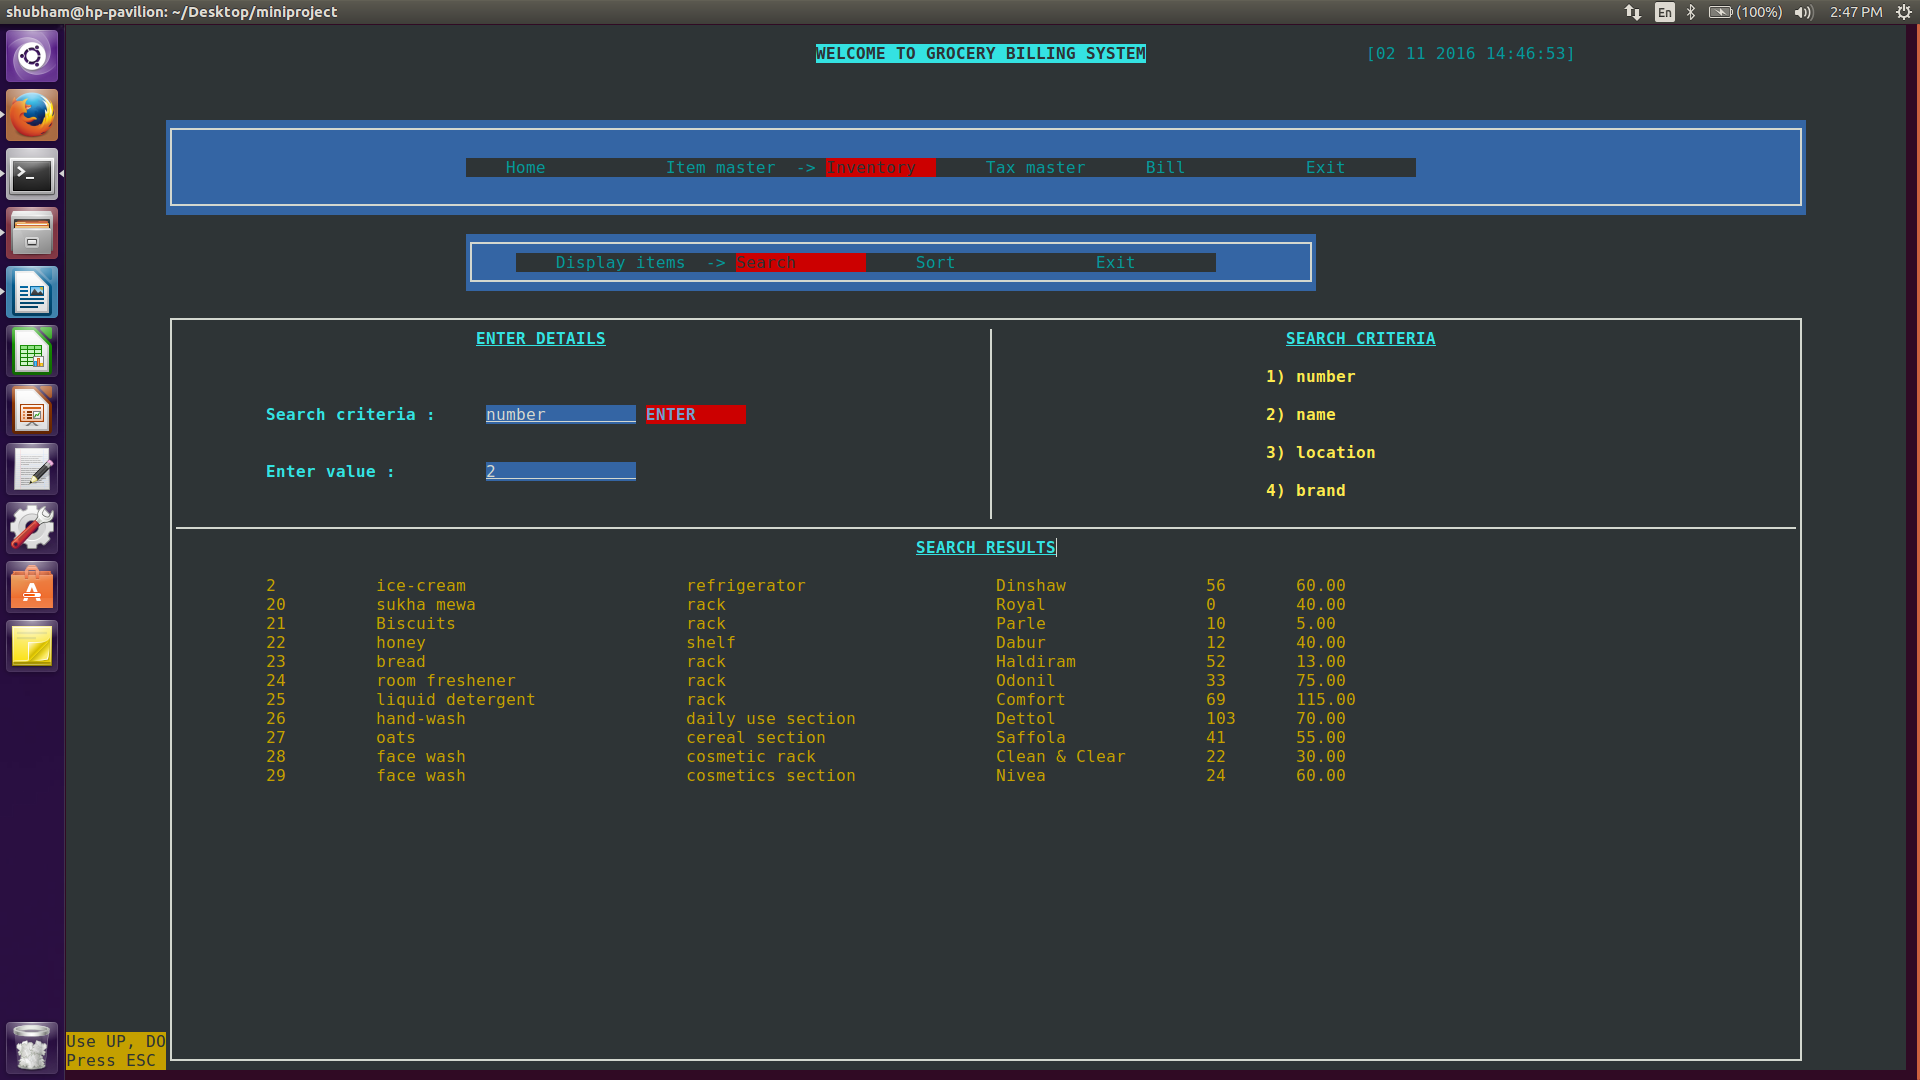 shubham@hp-pavilion: ~/Desktop/miniproject En (100%) 2:47 PM
WELCOME TO GROCERY BILLING SYSTEM [02 11 2016 14:46:53]
Home Item master -> Inventory Tax master Bill Exit
Display items -> Search Sort Exit
ENTER DETAILS
Search criteria : number ENTER
Enter value : 2
SEARCH CRITERIA
1) number
2) name
3) location
4) brand
SEARCH RESULTS
2 ice-cream refrigerator Dinshaw 56 60.00
20 sukha mewa rack Royal 0 40.00
21 Biscuits rack Parle 10 5.00
22 honey shelf Dabur 12 40.00
23 bread rack Haldiram 52 13.00
24 room freshener rack Odonil 33 75.00
25 liquid detergent rack Comfort 69 115.00
26 hand-wash daily use section Dettol 103 70.00
27 oats cereal section Saffola 41 55.00
28 face wash cosmetic rack Clean & Clear 22 30.00
29 face wash cosmetics section Nivea 24 60.00
Use UP, DO
Press ESC